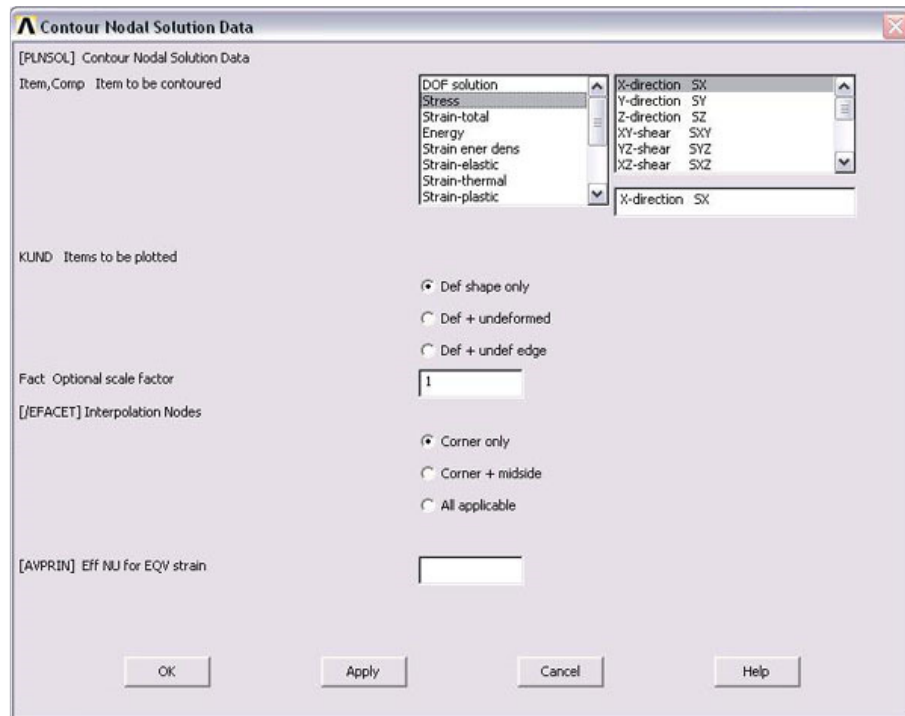 Contour Nodal Solution Data
[PLNSOL] Contour Nodal Solution Data
Item,Comp Item to be contoured
DOF solution
Stress
Strain-total
Energy
Strain ener dens
Strain-elastic
Strain-thermal
Strain-plastic
X-direction SX
Y-direction SY
Z-direction SZ
XY-shear SXY
YZ-shear SYZ
XZ-shear SXZ
X-direction SX
KUND Items to be plotted
Def shape only
Def + undeformed
Def + undef edge
Fact Optional scale factor
1
[/EFACET] Interpolation Nodes
Corner only
Corner + midside
All applicable
[AVPRIN] Eff NU for EQV strain
OK
Apply
Cancel
Help